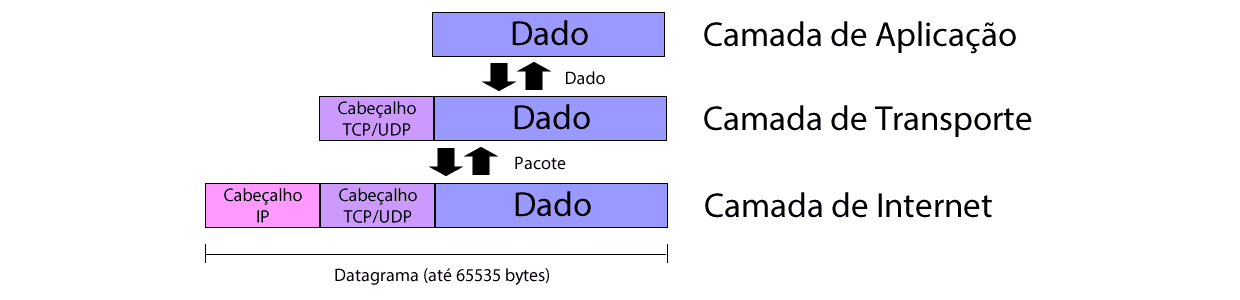 Dado
Camada de Aplicação
Dado
Cabeçalho
TCP/UDP
Dado
Camada de Transporte
Pacote
Cabeçalho
IP
Cabeçalho
TCP/UDP
Dado
Camada de Internet
Datagrama (até 65535 bytes)